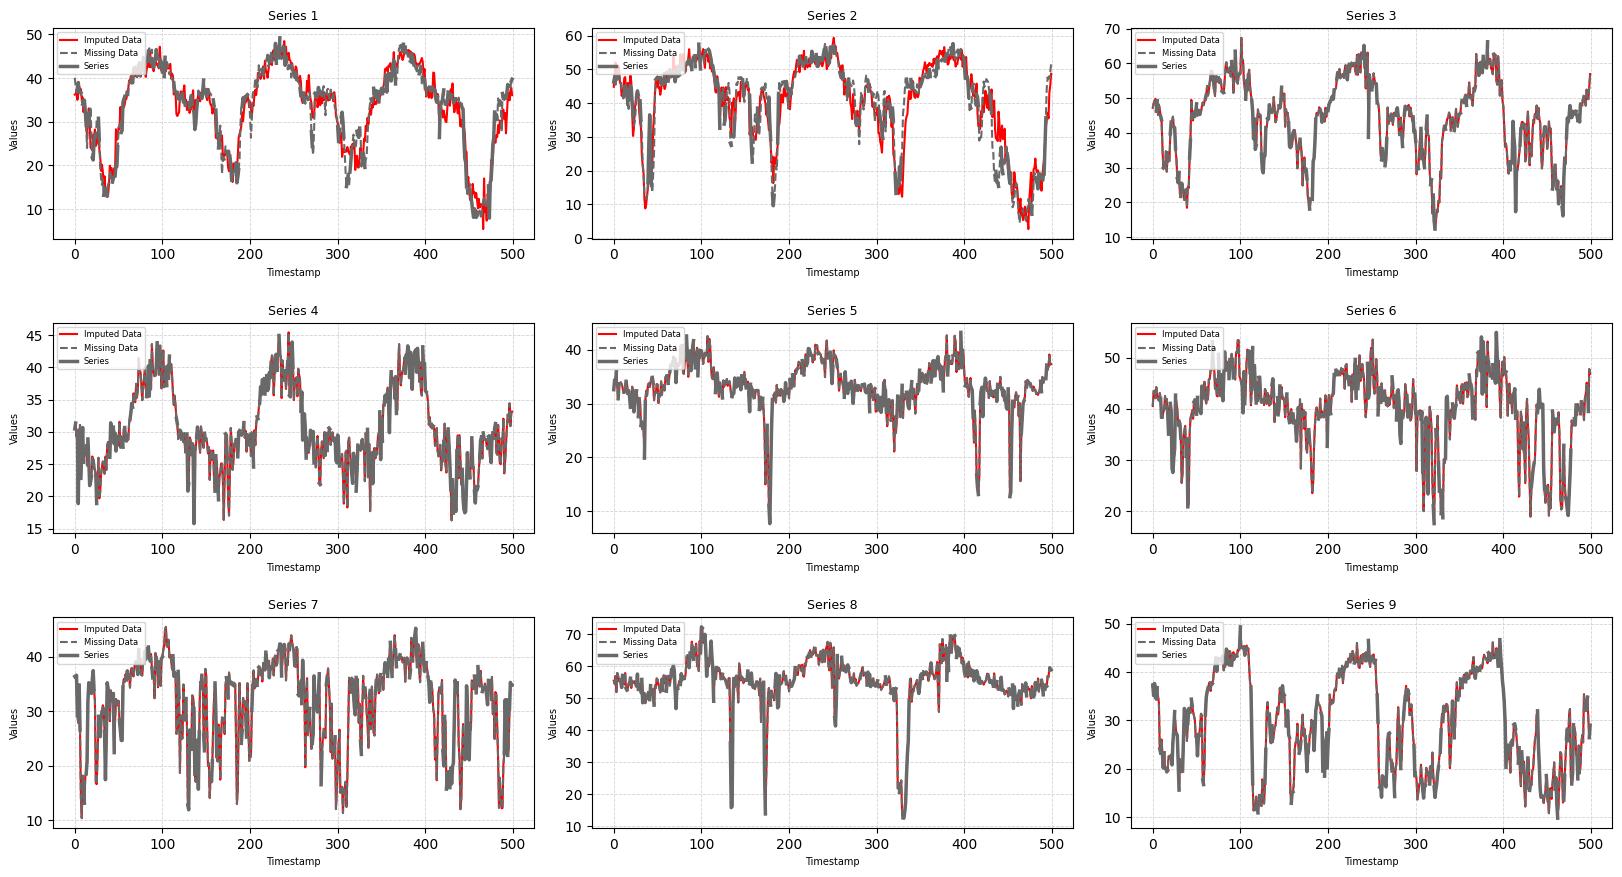 Series 1
Imputed Data
Missing Data
Series
Values
50
40
30
20
10
0 100 200 300 400 500
Timestamp
Series 2
Imputed Data
Missing Data
Series
Values
60
50
40
30
20
10
0
0 100 200 300 400 500
Timestamp
Series 3
Imputed Data
Missing Data
Series
Values
70
60
50
40
30
20
10
0 100 200 300 400 500
Timestamp
Series 4
Imputed Data
Missing Data
Series
Values
45
40
35
30
25
20
15
0 100 200 300 400 500
Timestamp
Series 5
Imputed Data
Missing Data
Series
Values
40
30
20
10
0 100 200 300 400 500
Timestamp
Series 6
Imputed Data
Missing Data
Series
Values
50
40
30
20
0 100 200 300 400 500
Timestamp
Series 7
Imputed Data
Missing Data
Series
Values
40
30
20
10
0 100 200 300 400 500
Timestamp
Series 8
Imputed Data
Missing Data
Series
Values
70
60
50
40
30
20
10
0 100 200 300 400 500
Timestamp
Series 9
Imputed Data
Missing Data
Series
Values
50
40
30
20
10
0 100 200 300 400 500
Timestamp